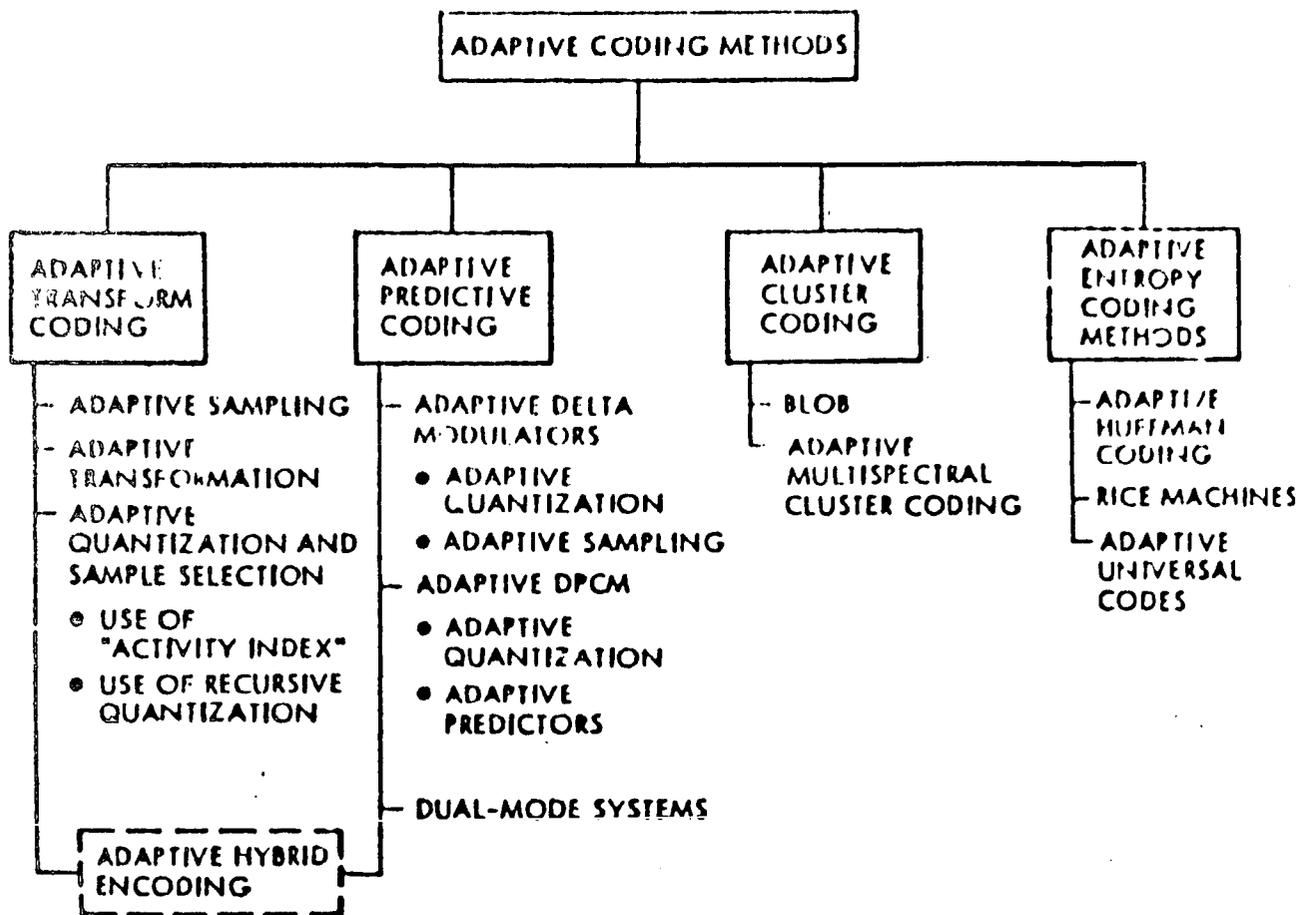 ADAPTIVE CODING METHODS
ADAPTIVE
TRANSFORM
CODING
ADAPTIVE SAMPLING
ADAPTIVE
TRANSFORMATION
ADAPTIVE
QUANTIZATION AND
SAMPLE SELECTION
● USE OF
"ACTIVITY INDEX"
● USE OF RECURSIVE
QUANTIZATION
ADAPTIVE
PREDICTIVE
CODING
ADAPTIVE DELTA
MODULATORS
● ADAPTIVE
QUANTIZATION
● ADAPTIVE SAMPLING
ADAPTIVE DPCM
● ADAPTIVE
QUANTIZATION
● ADAPTIVE
PREDICTORS
DUAL-MODE SYSTEMS
ADAPTIVE HYBRID
ENCODING
ADAPTIVE
CLUSTER
CODING
BLOB
ADAPTIVE
MULTISPECTRAL
CLUSTER CODING
ADAPTIVE
ENTROPY
CODING
METHODS
ADAPTIVE
HUFFMAN
CODING
RICE MACHINES
ADAPTIVE
UNIVERSAL
CODES